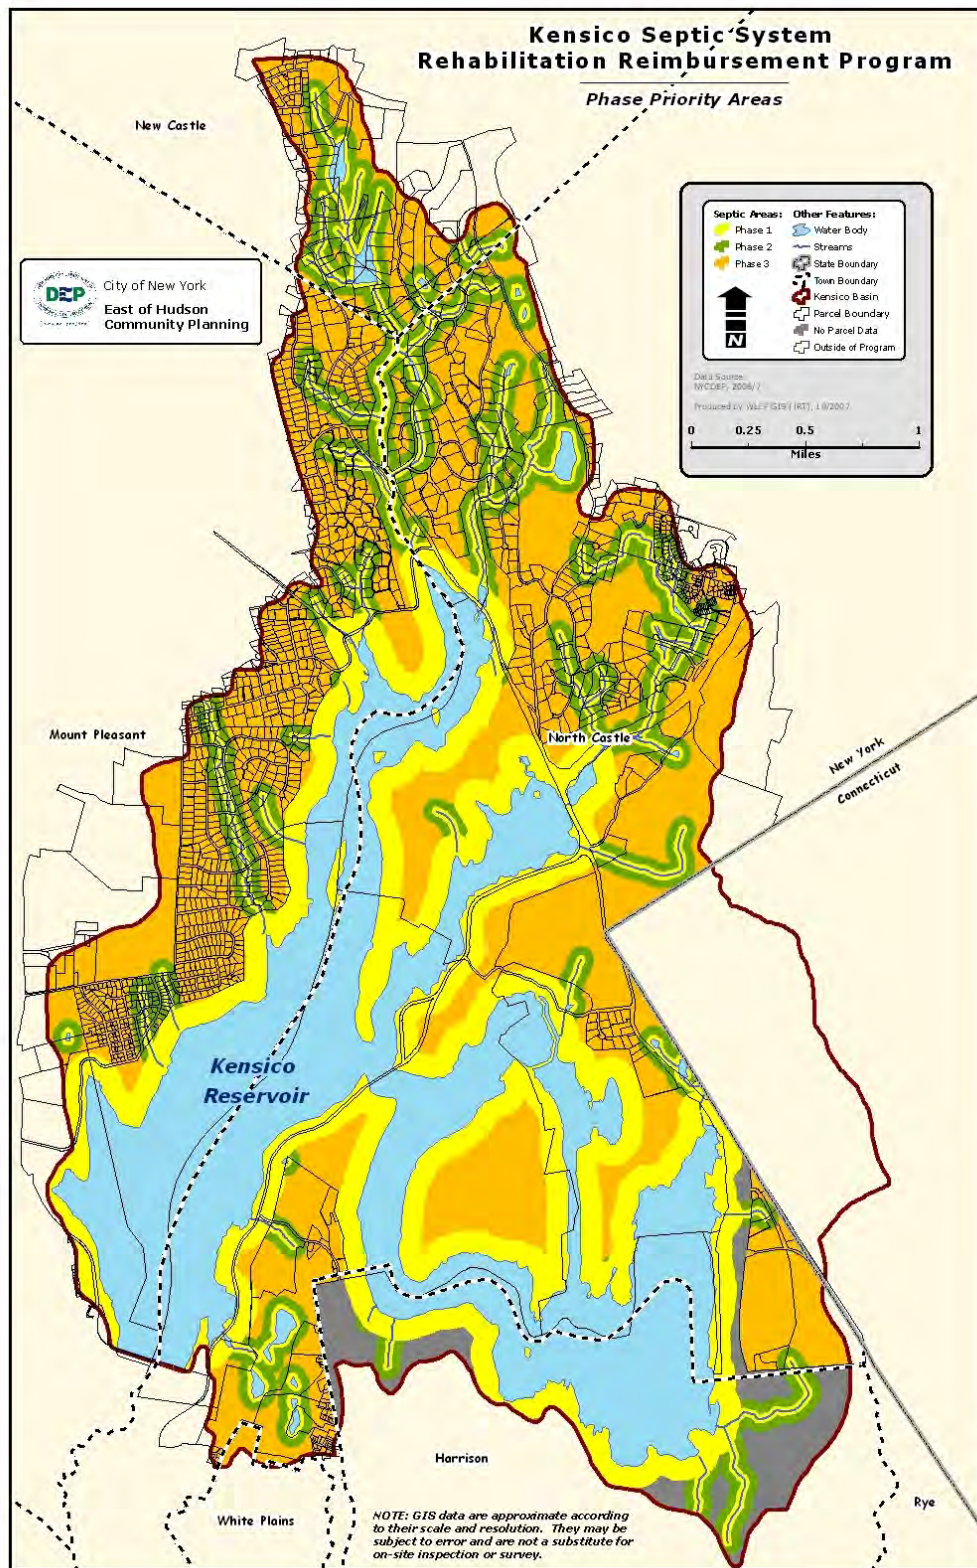 Kensico Septic System
Rehabilitation Reimbursement Program
Phase Priority Areas
New Castle
DEP
City of New York
East of Hudson
Community Planning
Septic Areas:
Phase 1
Phase 2
Phase 3
N
Other Features:
Water Body
Streams
State Boundary
Town Boundary
Kensico Basin
Parcel Boundary
No Parcel Data
Outside of Program
Data Source:
NYCDEP, 2006/7
0 0.25 0.5 1
Miles
Mount Pleasant
North Castle
New York
Connecticut
Kensico
Reservoir
Harrison
White Plains
Rye
NOTE: GIS data are approximate according
to their scale and resolution. They may be
subject to error and are not a substitute for
on-site inspection or survey.